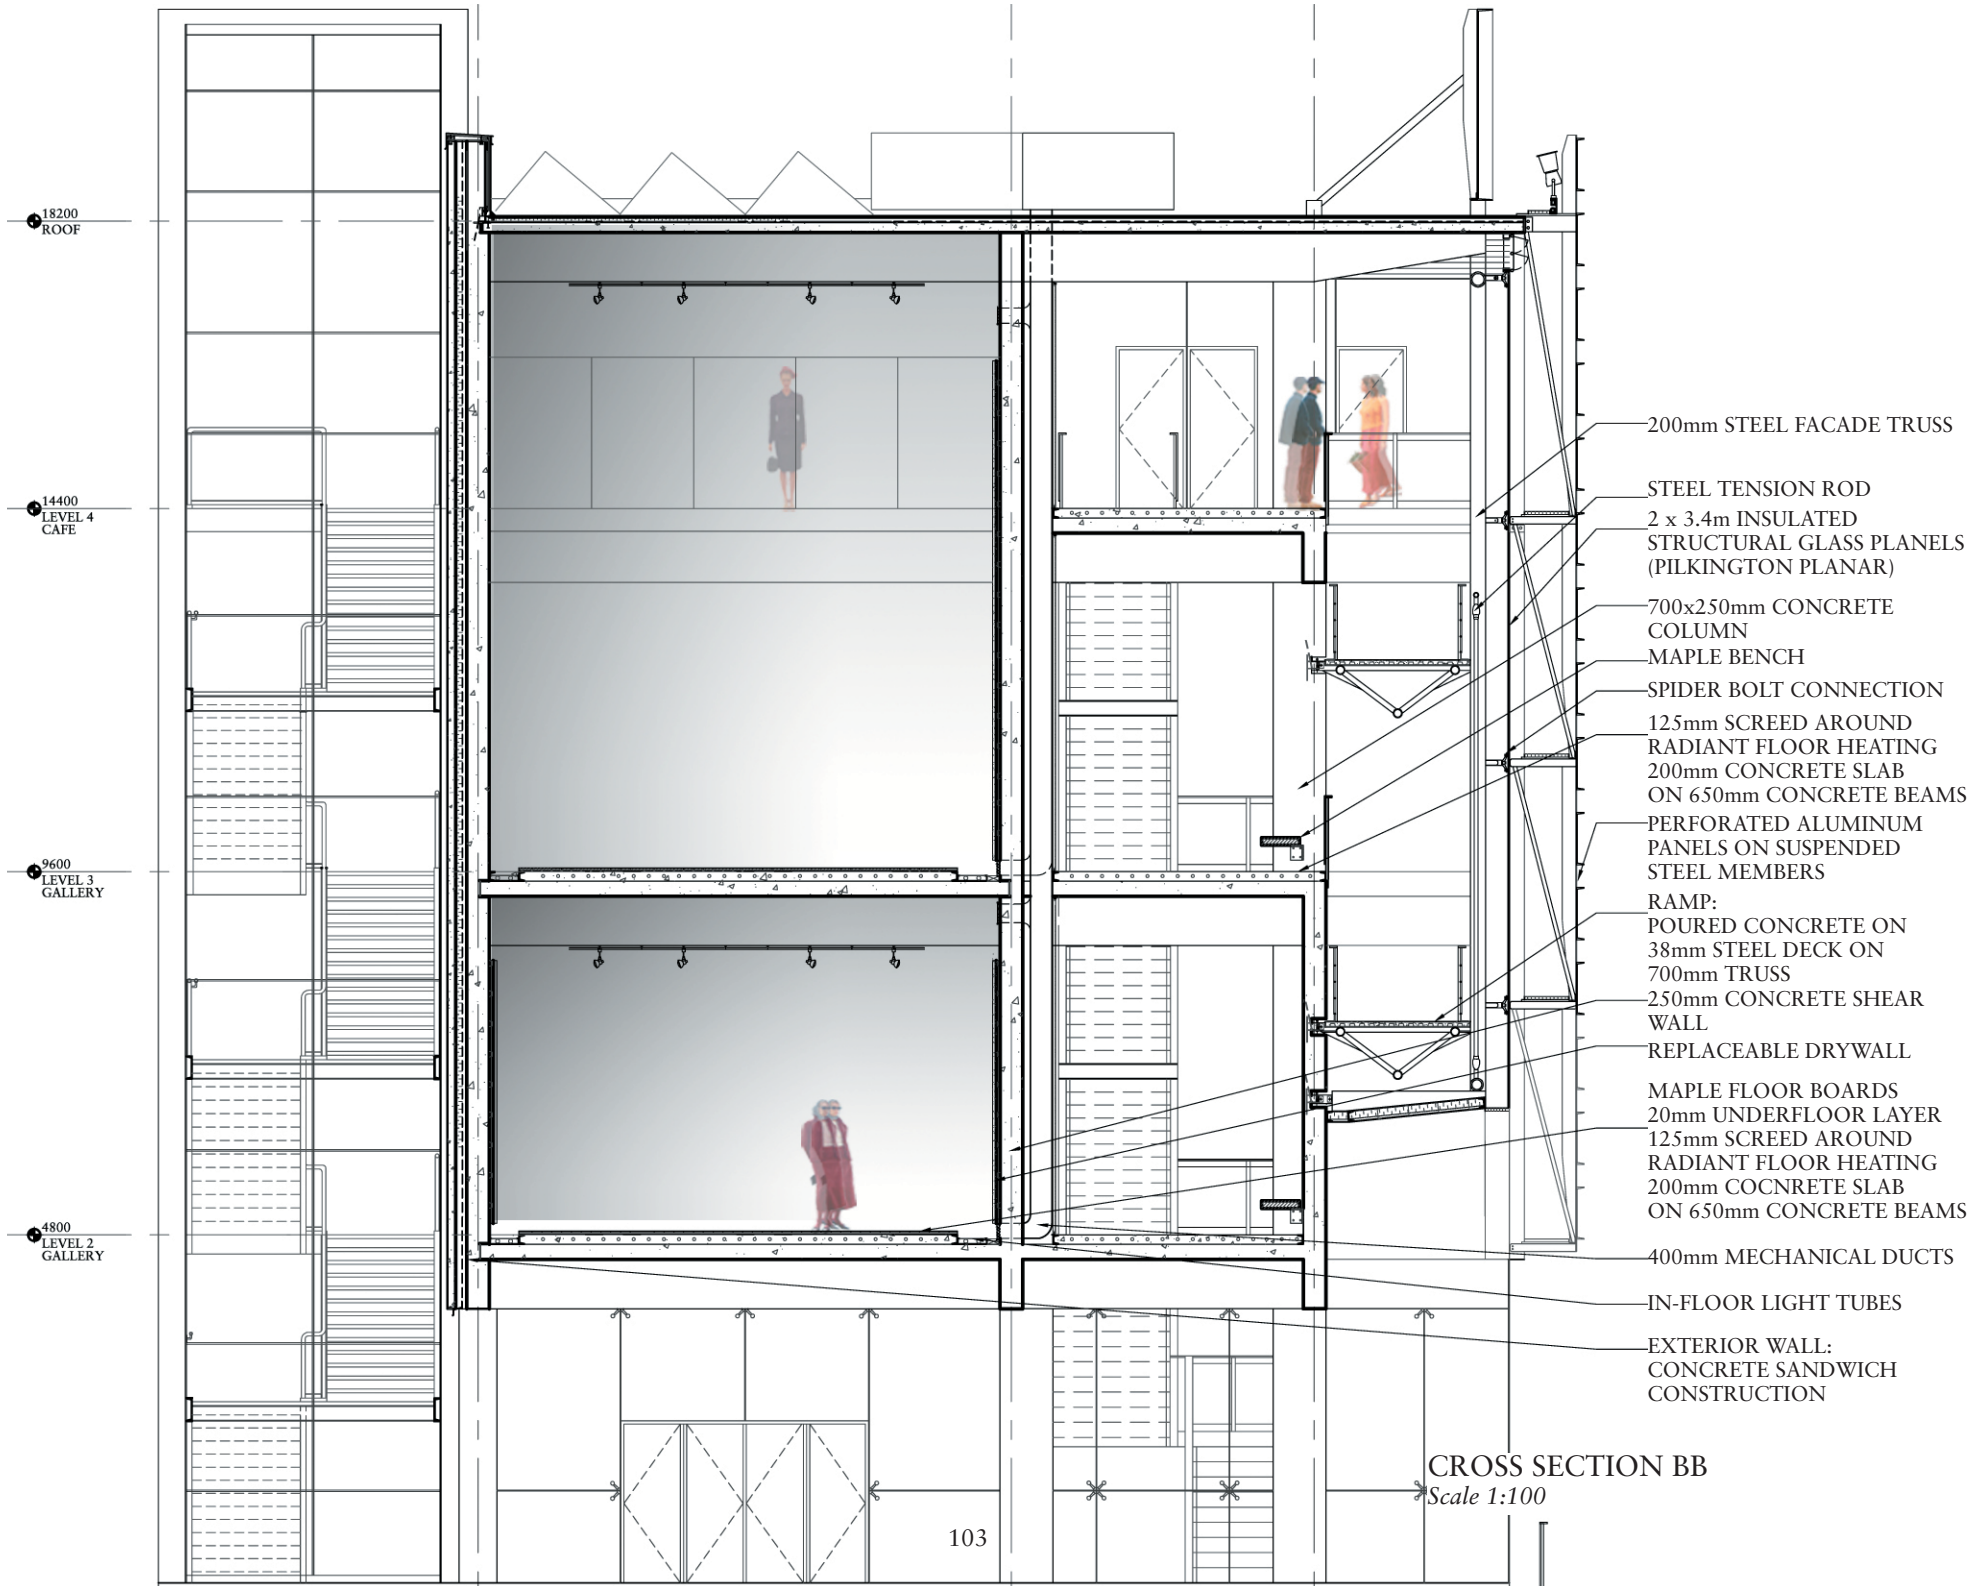 18200
ROOF
14400
LEVEL 4
CAFE
9600
LEVEL 3
GALLERY
4800
LEVEL 2
GALLERY
200mm STEEL FACADE TRUSS
STEEL TENSION ROD
2 x 3.4m INSULATED
STRUCTURAL GLASS PLANELS
(PILKINGTON PLANAR)
700x250mm CONCRETE
COLUMN
MAPLE BENCH
SPIDER BOLT CONNECTION
125mm SCREED AROUND
RADIANT FLOOR HEATING
200mm CONCRETE SLAB
ON 650mm CONCRETE BEAMS
PERFORATED ALUMINUM
PANELS ON SUSPENDED
STEEL MEMBERS
RAMP:
POURED CONCRETE ON
38mm STEEL DECK ON
700mm TRUSS
250mm CONCRETE SHEAR
WALL
REPLACEABLE DRYWALL
MAPLE FLOOR BOARDS
20mm UNDERFLOOR LAYER
125mm SCREED AROUND
RADIANT FLOOR HEATING
200mm COCNRETE SLAB
ON 650mm CONCRETE BEAMS
400mm MECHANICAL DUCTS
IN-FLOOR LIGHT TUBES
EXTERIOR WALL:
CONCRETE SANDWICH
CONSTRUCTION
CROSS SECTION BB
Scale 1:100
103